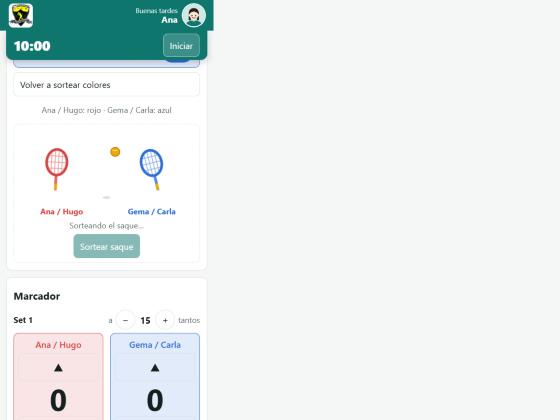 Buenas tardes
Ana
10:00
Iniciar
Volver a sortear colores
Ana / Hugo: rojo · Gema / Carla: azul
Ana / Hugo
Gema / Carla
Sorteando el saque...
Sortear saque
Marcador
Set 1
a − 15 + tantos
Ana / Hugo
Gema / Carla
▲
▲
0
0